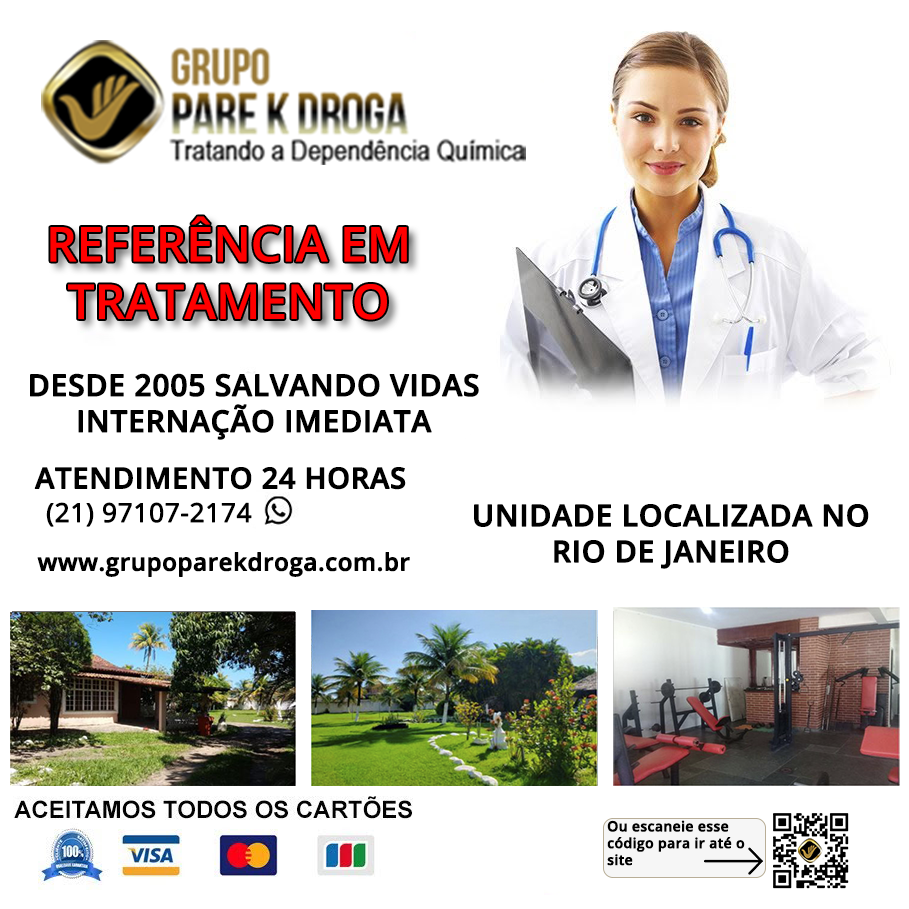 GRUPO
PARE K DROGA
Tratando a Dependência Química
REFERÊNCIA EM
TRATAMENTO
DESDE 2005 SALVANDO VIDAS
INTERNAÇÃO IMEDIATA
ATENDIMENTO 24 HORAS
(21) 97107-2174
www.grupoparekdroga.com.br
UNIDADE LOCALIZADA NO
RIO DE JANEIRO
ACEITAMOS TODOS OS CARTÕES
100%
VISA
Ou escaneie esse
código para ir até o
site